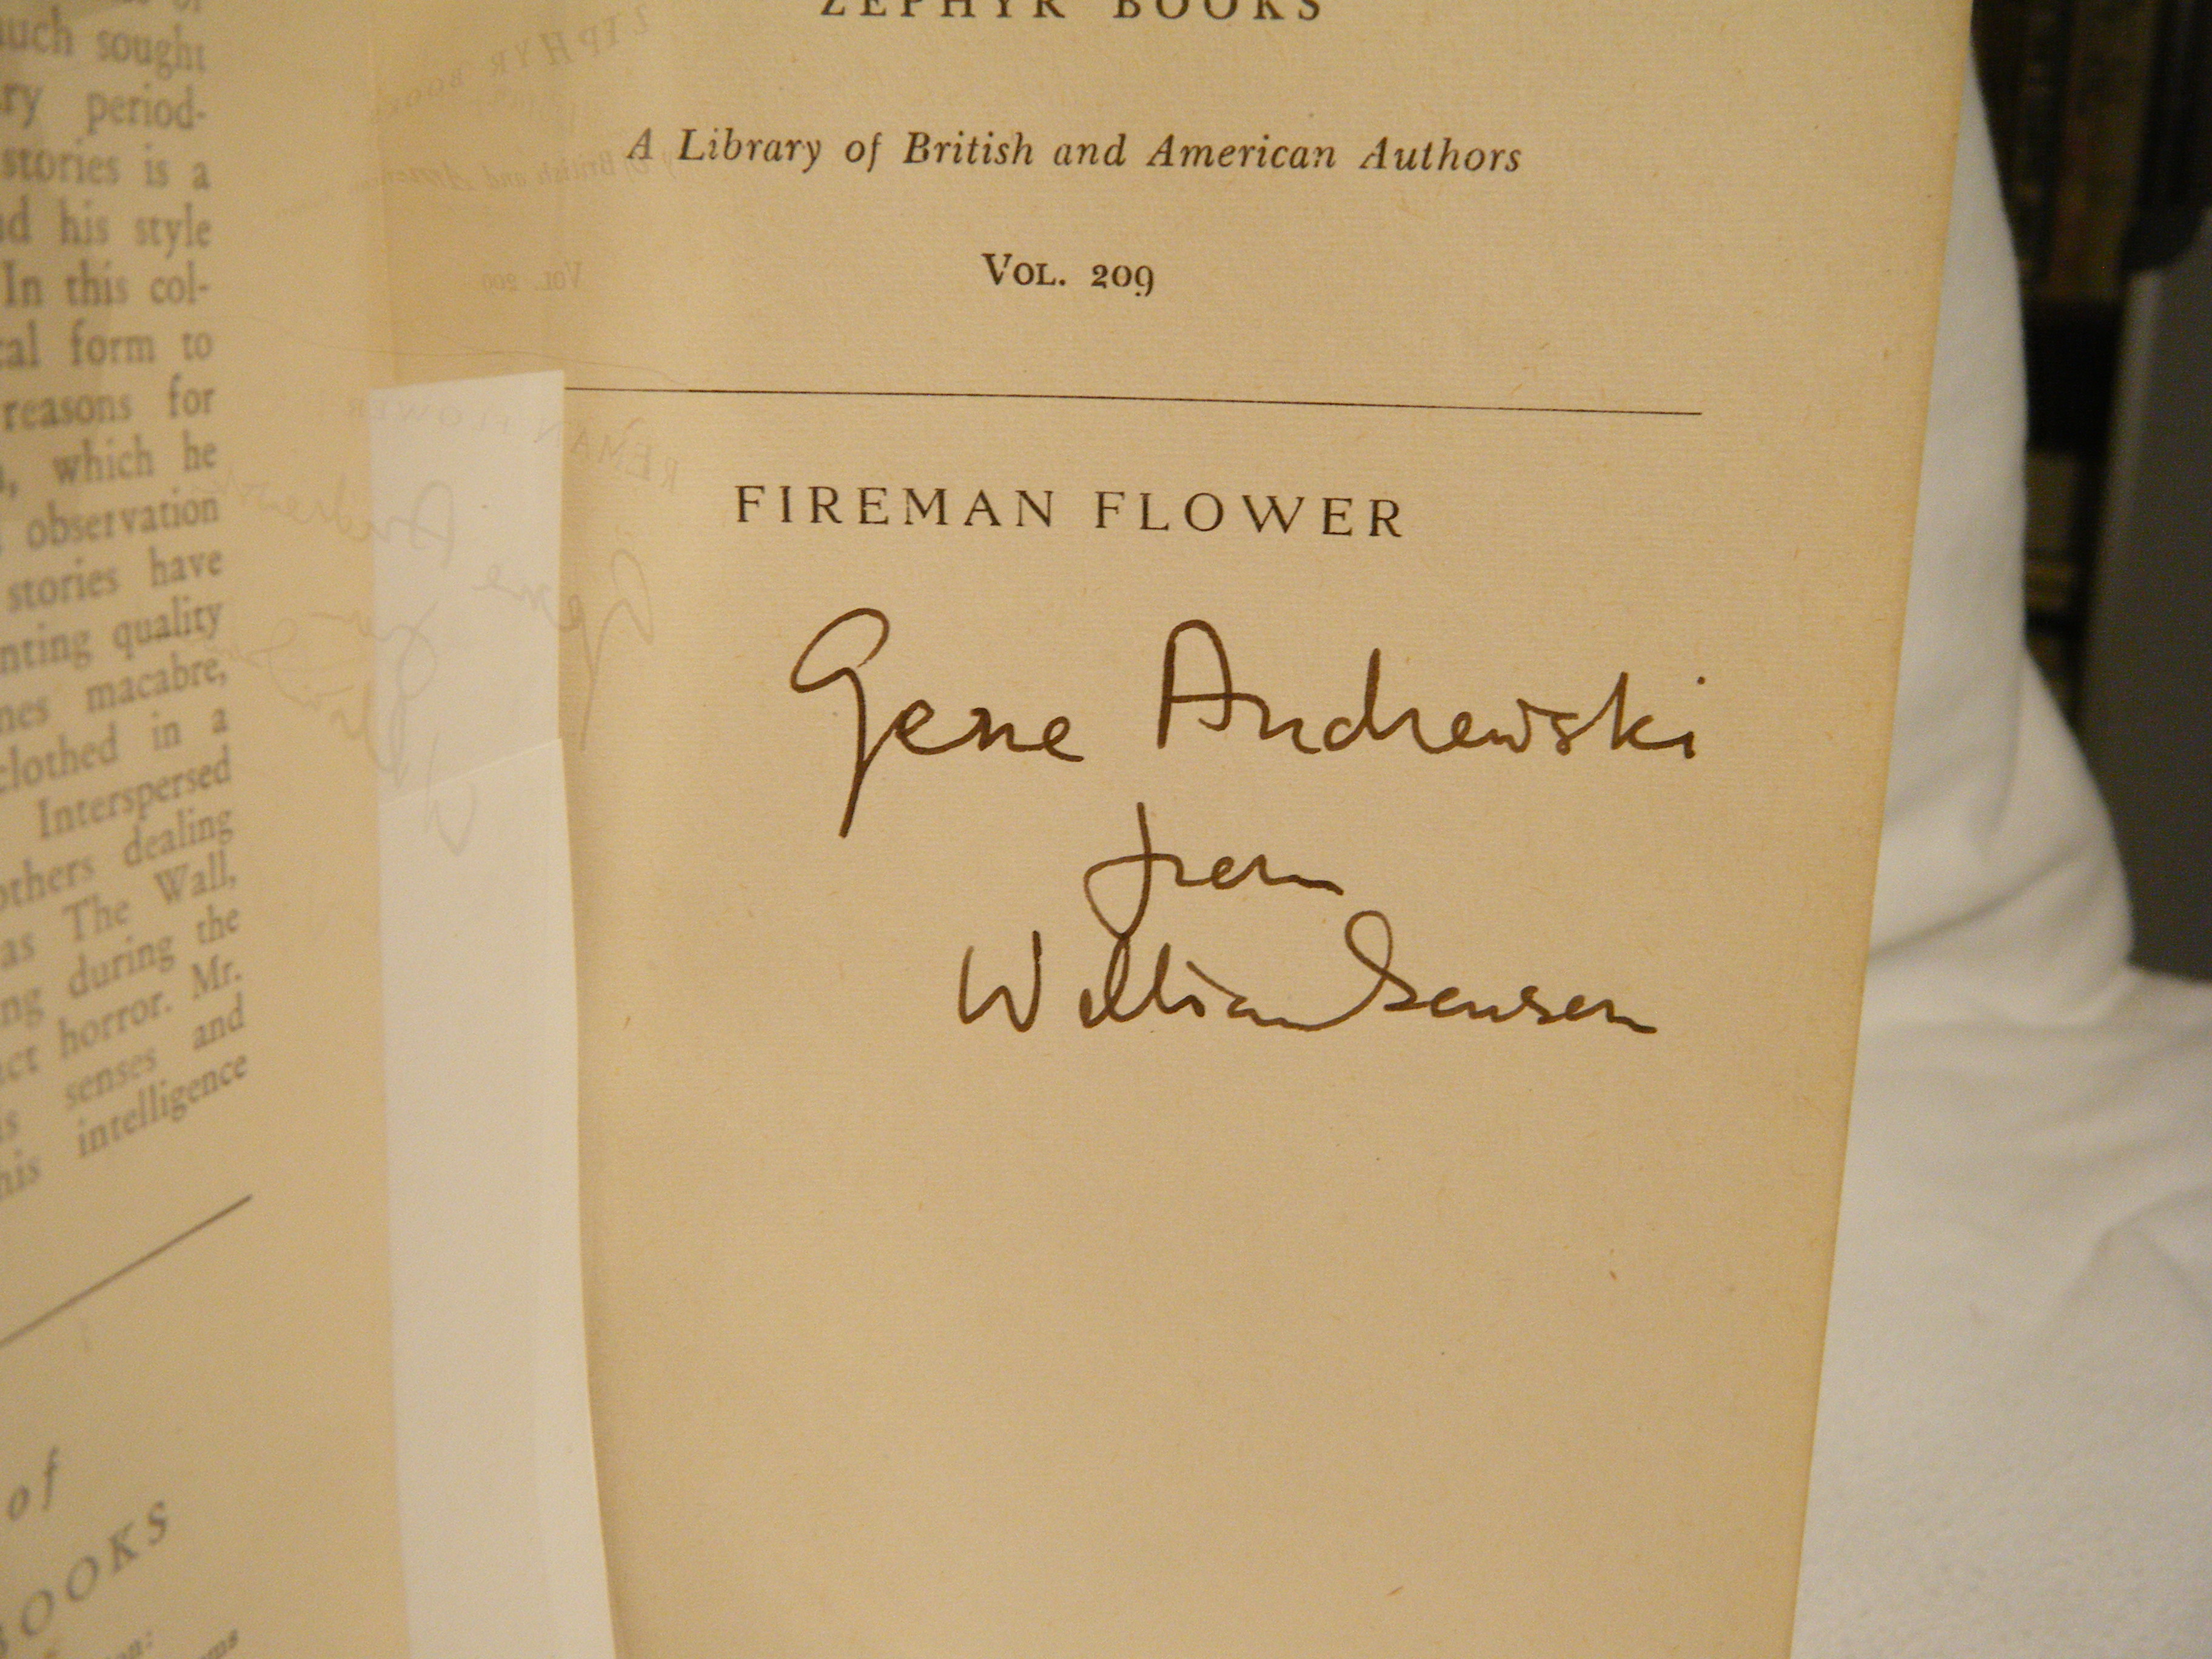 uch sought
ry period-
stories is a
d his style
In this col-
cal form to
reasons for
, which he
observation
stories have
nting quality
nes macabre,
clothed in a
Interspersed
others dealing
as The Wall,
ng during the
ct horror. Mr.
senses and
his intelligence
of
BOOKS
ZEPHYR BOOKS
A Library of British and American Authors
VOL. 209
FIREMAN FLOWER
Gene Andrewski
from
William Sansom